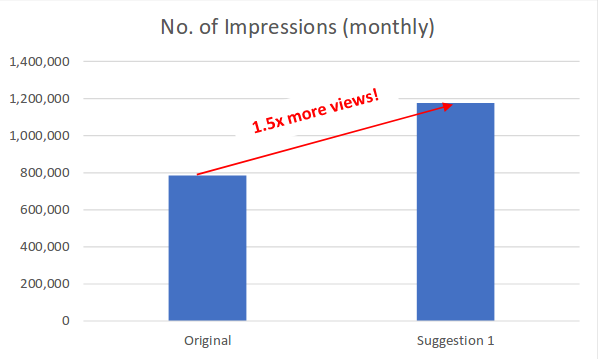 No. of Impressions (monthly)
1,400,000
1,200,000
1,000,000
800,000
600,000
400,000
200,000
0
1.5x more views!
Original
Suggestion 1